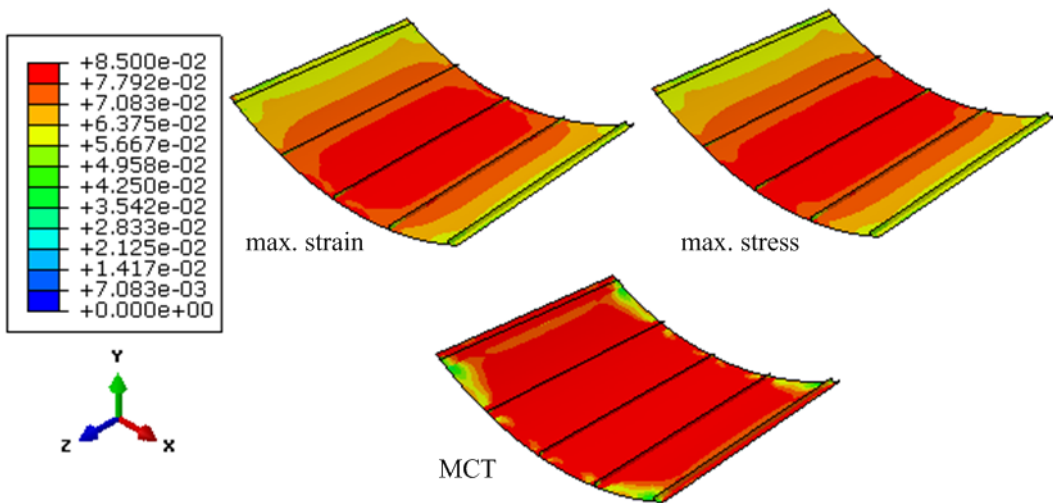 +8.500e-02
+7.792e-02
+7.083e-02
+6.375e-02
+5.667e-02
+4.958e-02
+4.250e-02
+3.542e-02
+2.833e-02
+2.125e-02
+1.417e-02
+7.083e-03
+0.000e+00
max. strain
max. stress
Y
Z
X
MCT